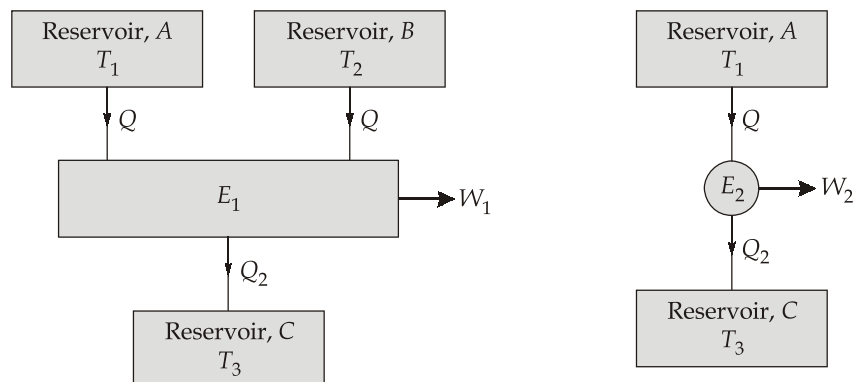 Reservoir, A
T1
Q
Reservoir, B
T2
Q
E1
W1
Q2
Reservoir, C
T3
Reservoir, A
T1
Q
E2
W2
Q2
Reservoir, C
T3